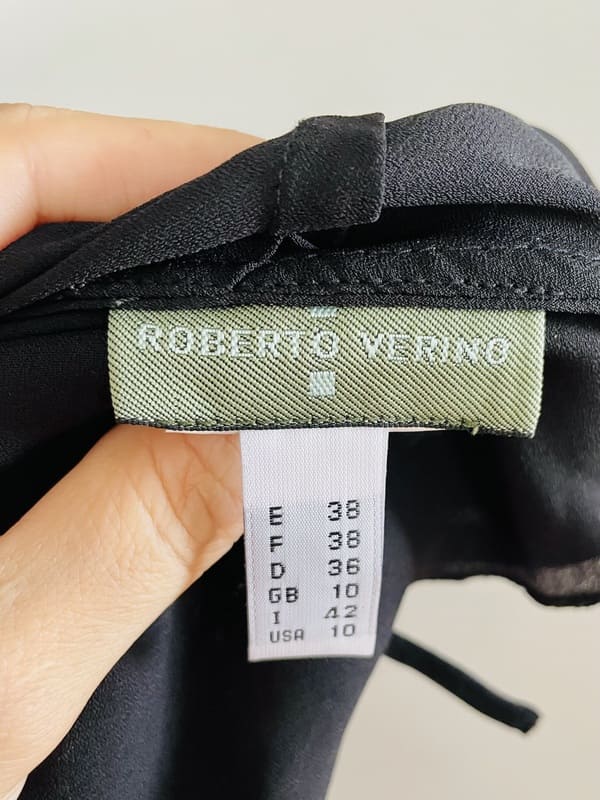 ROBERTO VERINO
E 38
F 38
D 36
GB 10
I 42
USA 10